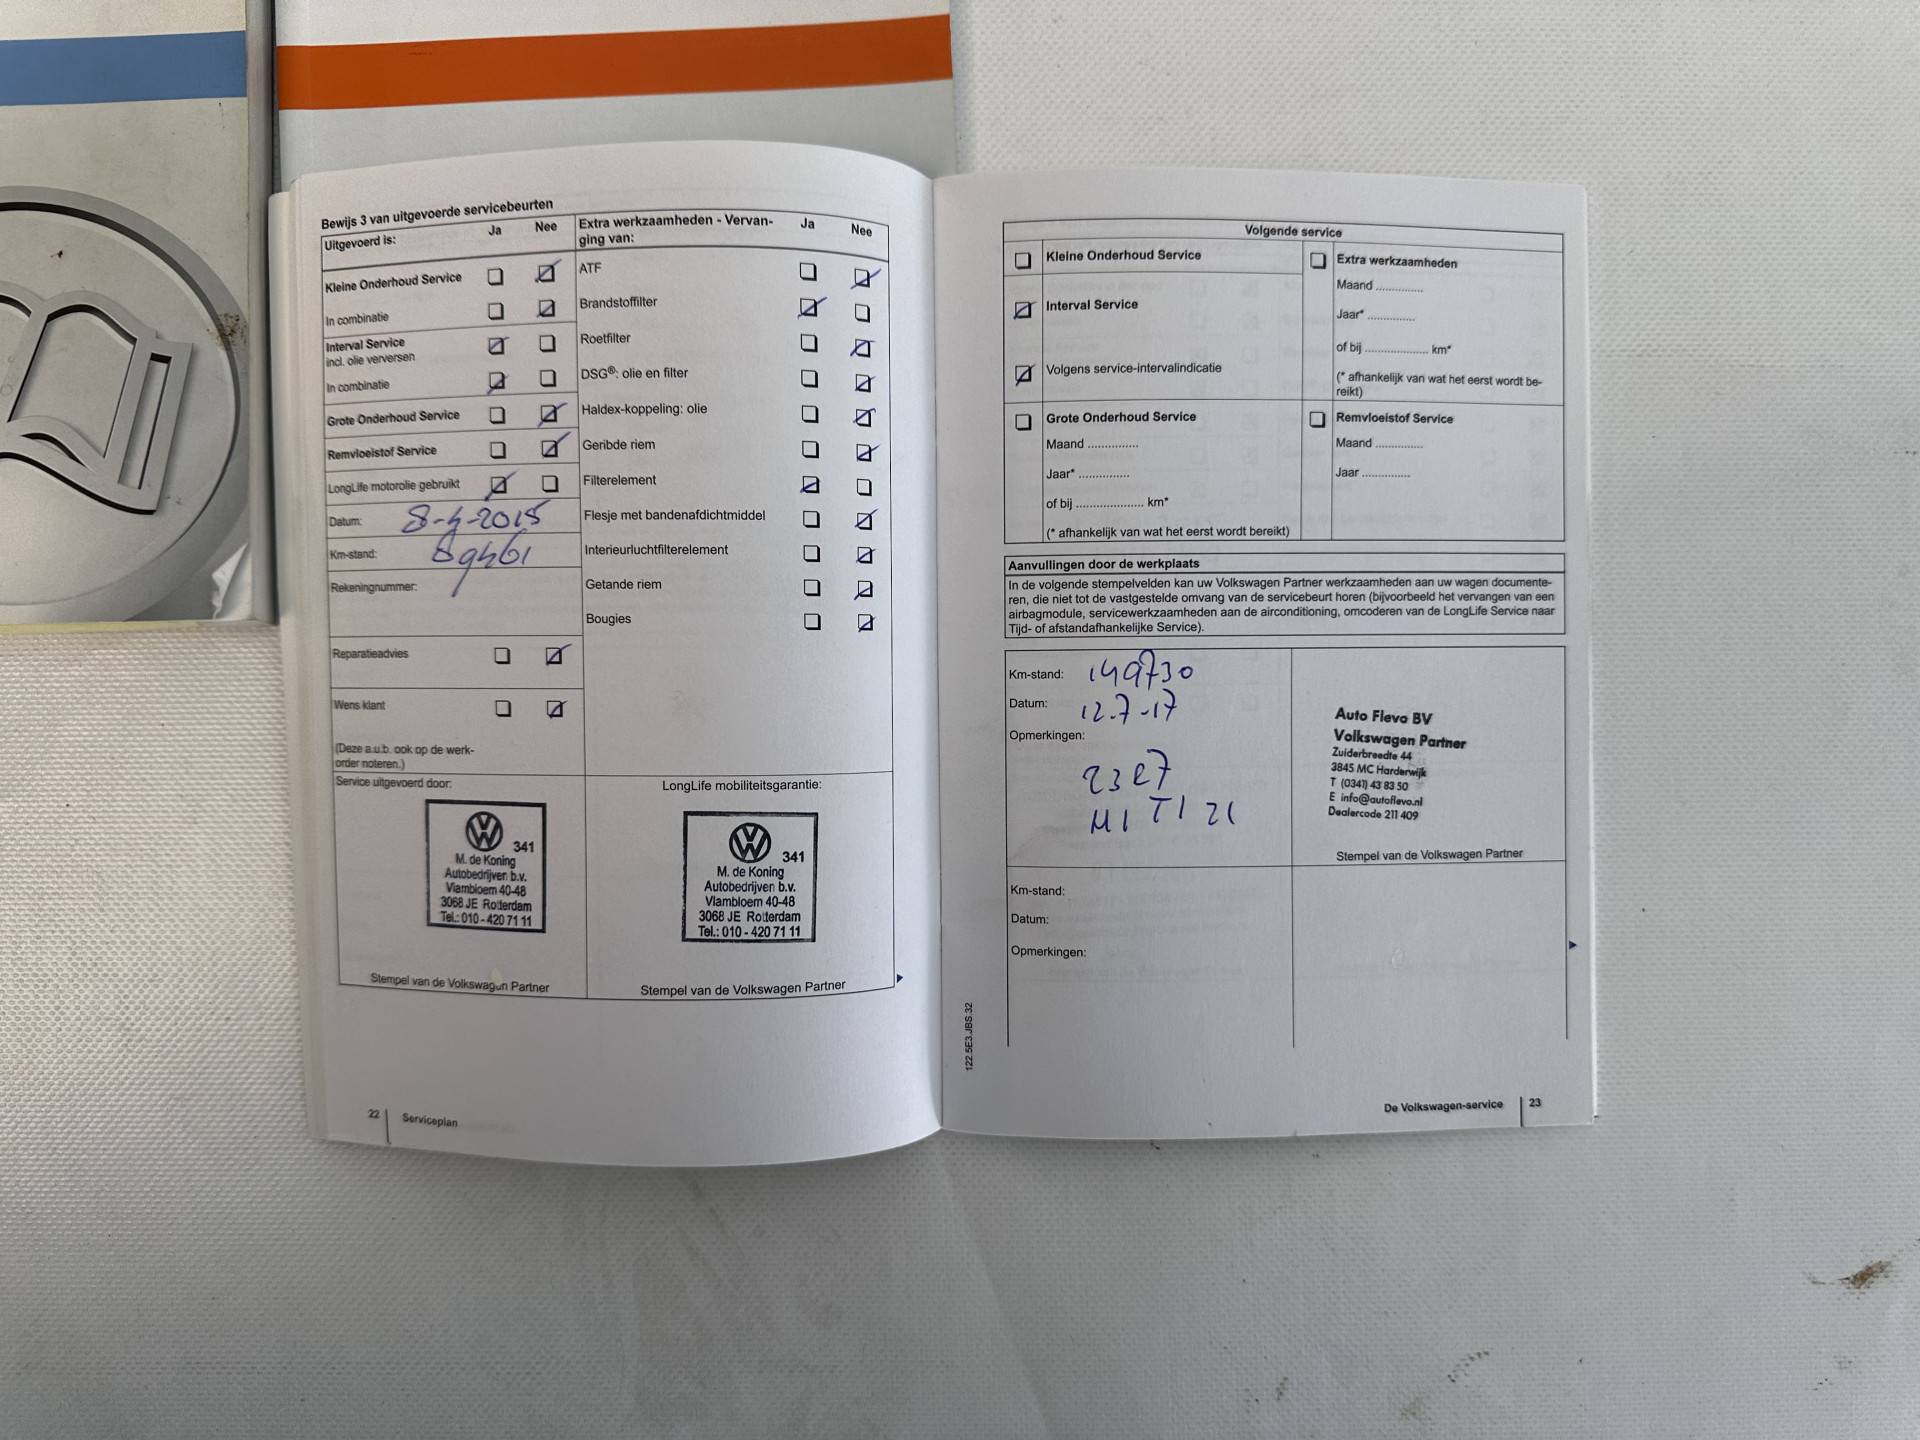 Bewijs 3 van uitgevoerde servicebeurten
Uitgevoerd is:
Ja
Nee
Kleine Onderhoud Service
In combinatie
Interval Service
incl. olie verversen
In combinatie
Grote Onderhoud Service
Remvloeistof Service
LongLife motorolie gebruikt
Datum: 8-4-2015
Km-stand: 89461
Rekeningnummer:
Reparatieadvies
Wens klant
(Deze a.u.b. ook op de werk-
order noteren.)
Extra werkzaamheden - Vervan-
ging van:
Ja
Nee
ATF
Brandstoffilter
Roetfilter
DSG®: olie en filter
Haldex-koppeling: olie
Geribde riem
Filterelement
Flesje met bandenafdichtmiddel
Interieurluchtfilterelement
Getande riem
Bougies
Service uitgevoerd door:
341
M. de Koning
Autobedrijven b.v.
Vlambloem 40-48
3068 JE Rotterdam
Tel.: 010 - 420 71 11
Stempel van de Volkswagen Partner
LongLife mobiliteitsgarantie:
341
M. de Koning
Autobedrijven b.v.
Vlambloem 40-48
3068 JE Rotterdam
Tel.: 010 - 420 71 11
Stempel van de Volkswagen Partner
22
Serviceplan
Volgende service
Kleine Onderhoud Service
Interval Service
Volgens service-intervalindicatie
Extra werkzaamheden
Maand ..............
Jaar* ..............
of bij ................... km*
(* afhankelijk van wat het eerst wordt be-
reikt)
Grote Onderhoud Service
Maand ...............
Jaar* ...............
of bij .................... km*
(* afhankelijk van wat het eerst wordt bereikt)
Remvloeistof Service
Maand ..............
Jaar ..............
Aanvullingen door de werkplaats
In de volgende stempelvelden kan uw Volkswagen Partner werkzaamheden aan uw wagen documente-
ren, die niet tot de vastgestelde omvang van de servicebeurt horen (bijvoorbeeld het vervangen van een
airbagmodule, servicewerkzaamheden aan de airconditioning, omcoderen van de LongLife Service naar
Tijd- of afstandafhankelijke Service).
Km-stand: 149730
Datum: 12-7-17
Opmerkingen:
23R7
Auto Flevo BV
Volkswagen Partner
Zuiderbreedte 44
3845 MC Harderwijk
T (0341) 43 83 50
E info@autoflevo.nl
Dealercode 211 409
Stempel van de Volkswagen Partner
Km-stand:
Datum:
Opmerkingen:
122.5E3.JBS.32
De Volkswagen-service
23